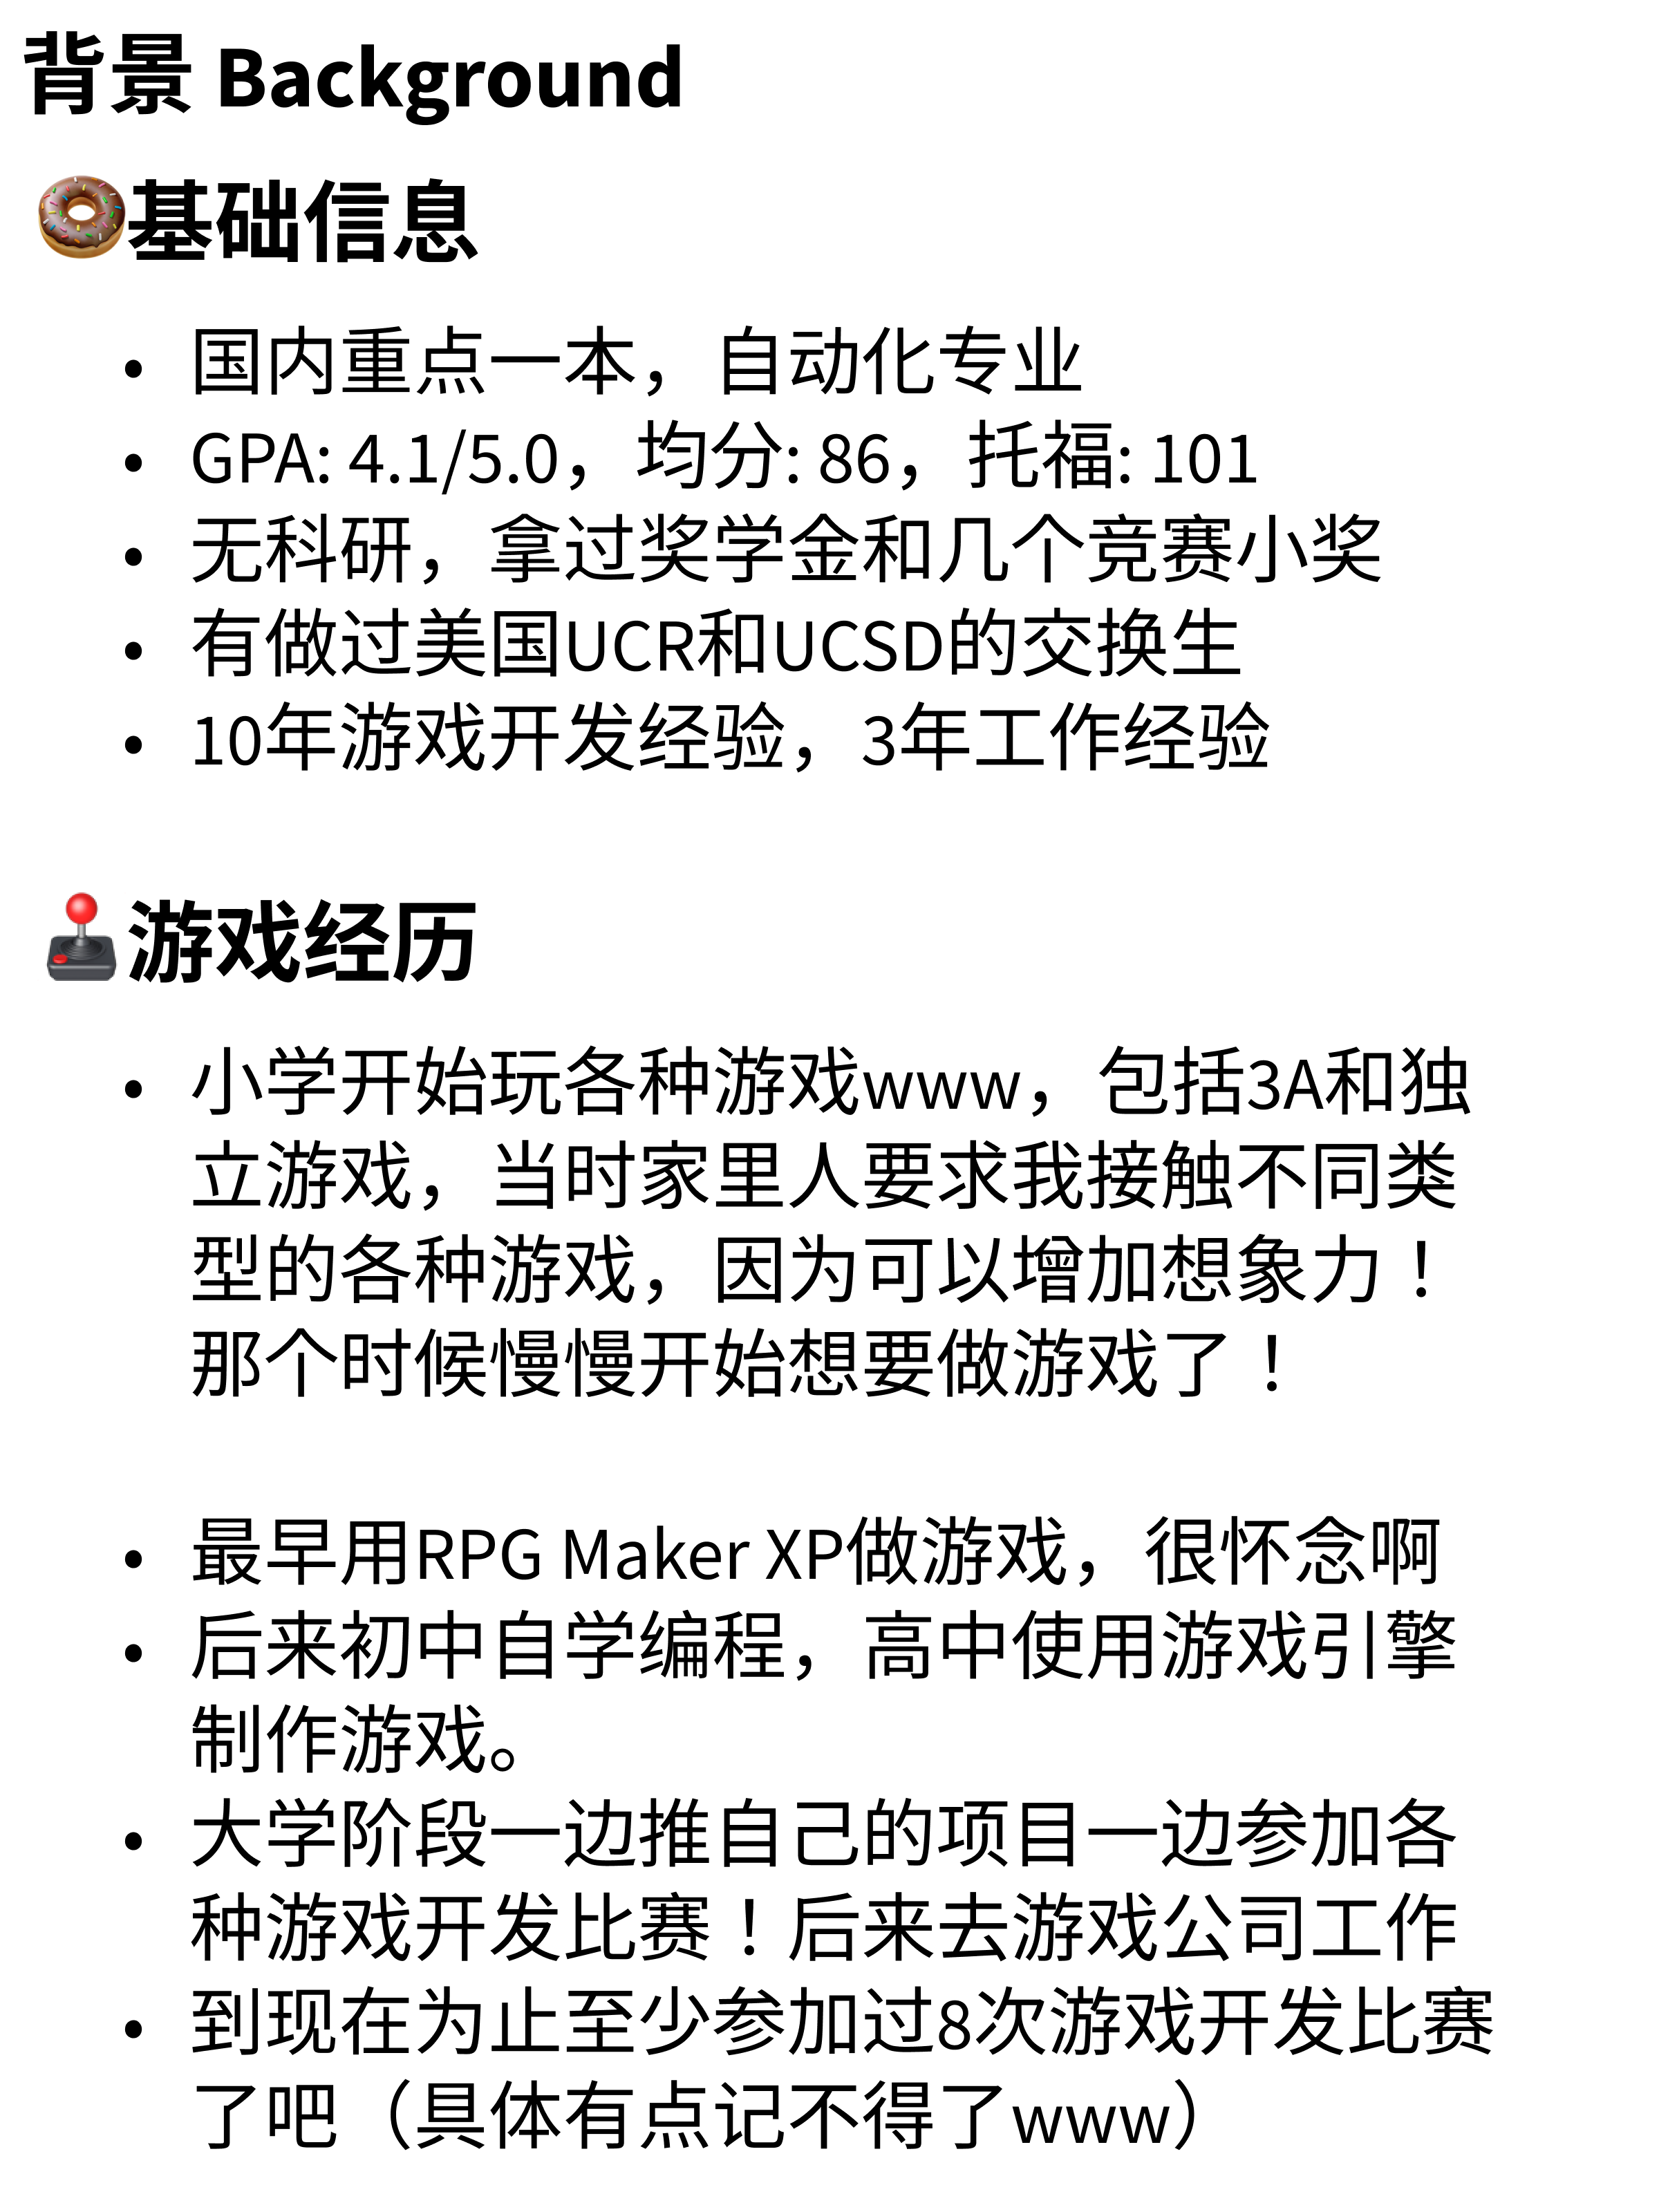 背景 Background
🍩基础信息
• 国内重点一本，自动化专业
• GPA: 4.1/5.0，均分: 86，托福: 101
• 无科研，拿过奖学金和几个竞赛小奖
• 有做过美国UCR和UCSD的交换生
• 10年游戏开发经验，3年工作经验
🕹️游戏经历
• 小学开始玩各种游戏www，包括3A和独
立游戏，当时家里人要求我接触不同类
型的各种游戏，因为可以增加想象力！
那个时候慢慢开始想要做游戏了！
• 最早用RPG Maker XP做游戏，很怀念啊
• 后来初中自学编程，高中使用游戏引擎
制作游戏。
• 大学阶段一边推自己的项目一边参加各
种游戏开发比赛！后来去游戏公司工作
• 到现在为止至少参加过8次游戏开发比赛
了吧（具体有点记不得了www）